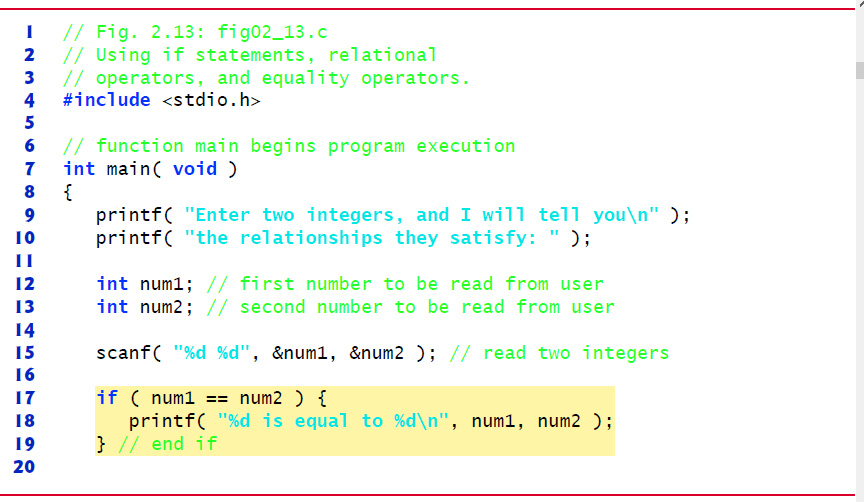 1 // Fig. 2.13: fig02_13.c
2 // Using if statements, relational
3 // operators, and equality operators.
4 #include <stdio.h>
5
6 // function main begins program execution
7 int main( void )
8 {
9    printf( "Enter two integers, and I will tell you\n" );
10    printf( "the relationships they satisfy: " );
11
12    int num1; // first number to be read from user
13    int num2; // second number to be read from user
14
15    scanf( "%d %d", &num1, &num2 ); // read two integers
16
17    if ( num1 == num2 ) {
18       printf( "%d is equal to %d\n", num1, num2 );
19    } // end if
20